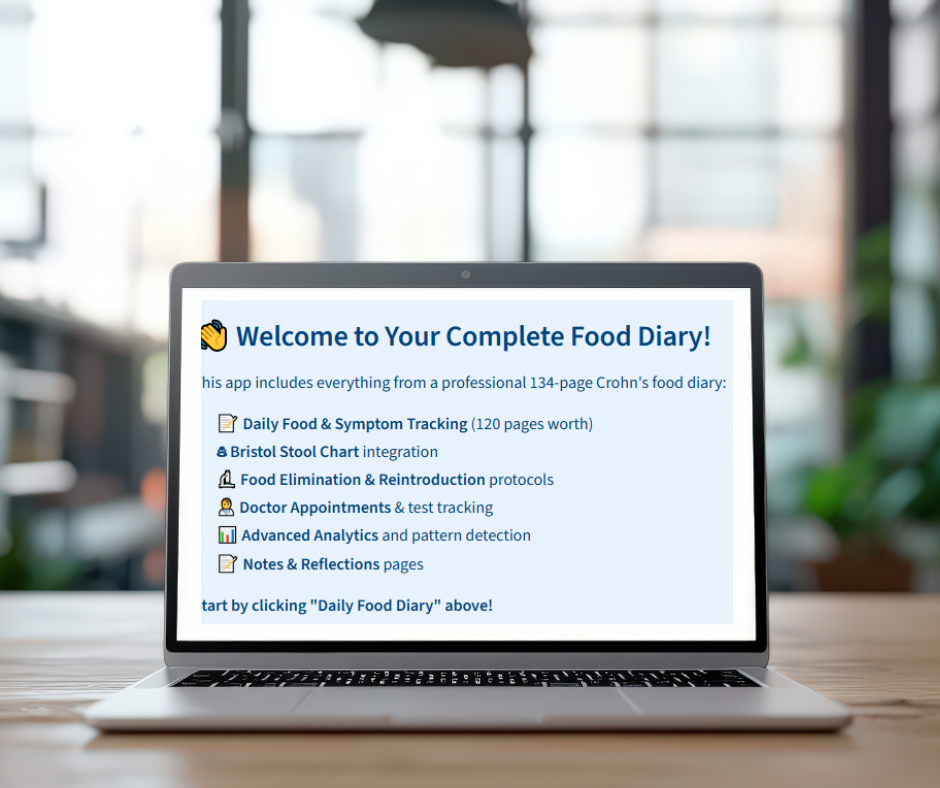 Welcome to Your Complete Food Diary!
his app includes everything from a professional 134-page Crohn's food diary:
Daily Food & Symptom Tracking (120 pages worth)
Bristol Stool Chart integration
Food Elimination & Reintroduction protocols
Doctor Appointments & test tracking
Advanced Analytics and pattern detection
Notes & Reflections pages
tart by clicking "Daily Food Diary" above!